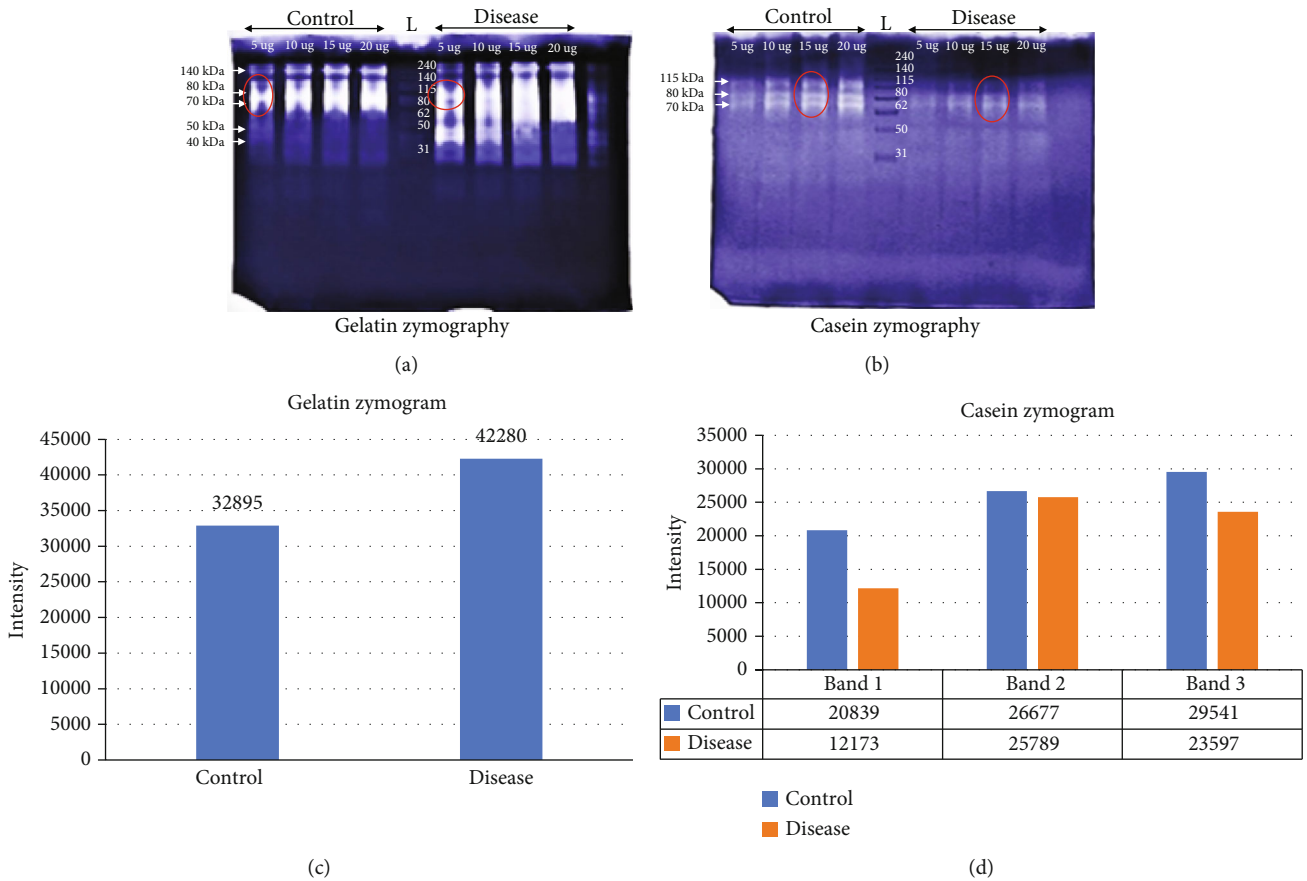 Control L Disease
5 ug 10 ug 15 ug 20 ug 5 ug 10 ug 15 ug 20 ug
140 kDa
80 kDa
70 kDa
50 kDa
40 kDa
240
140
115
80
62
50
31
Gelatin zymography
(a)
Control L Disease
5 ug 10 ug 15 ug 20 ug 5 ug 10 ug 15 ug 20 ug
115 kDa
80 kDa
70 kDa
240
140
115
80
62
50
31
Casein zymography
(b)
Gelatin zymogram
Intensity
45000
40000
35000
30000
25000
20000
15000
10000
5000
0
32895
42280
Control Disease
(c)
Casein zymogram
Intensity
35000
30000
25000
20000
15000
10000
5000
0
Band 1 Band 2 Band 3
Control 20839 26677 29541
Disease 12173 25789 23597
Control
Disease
(d)